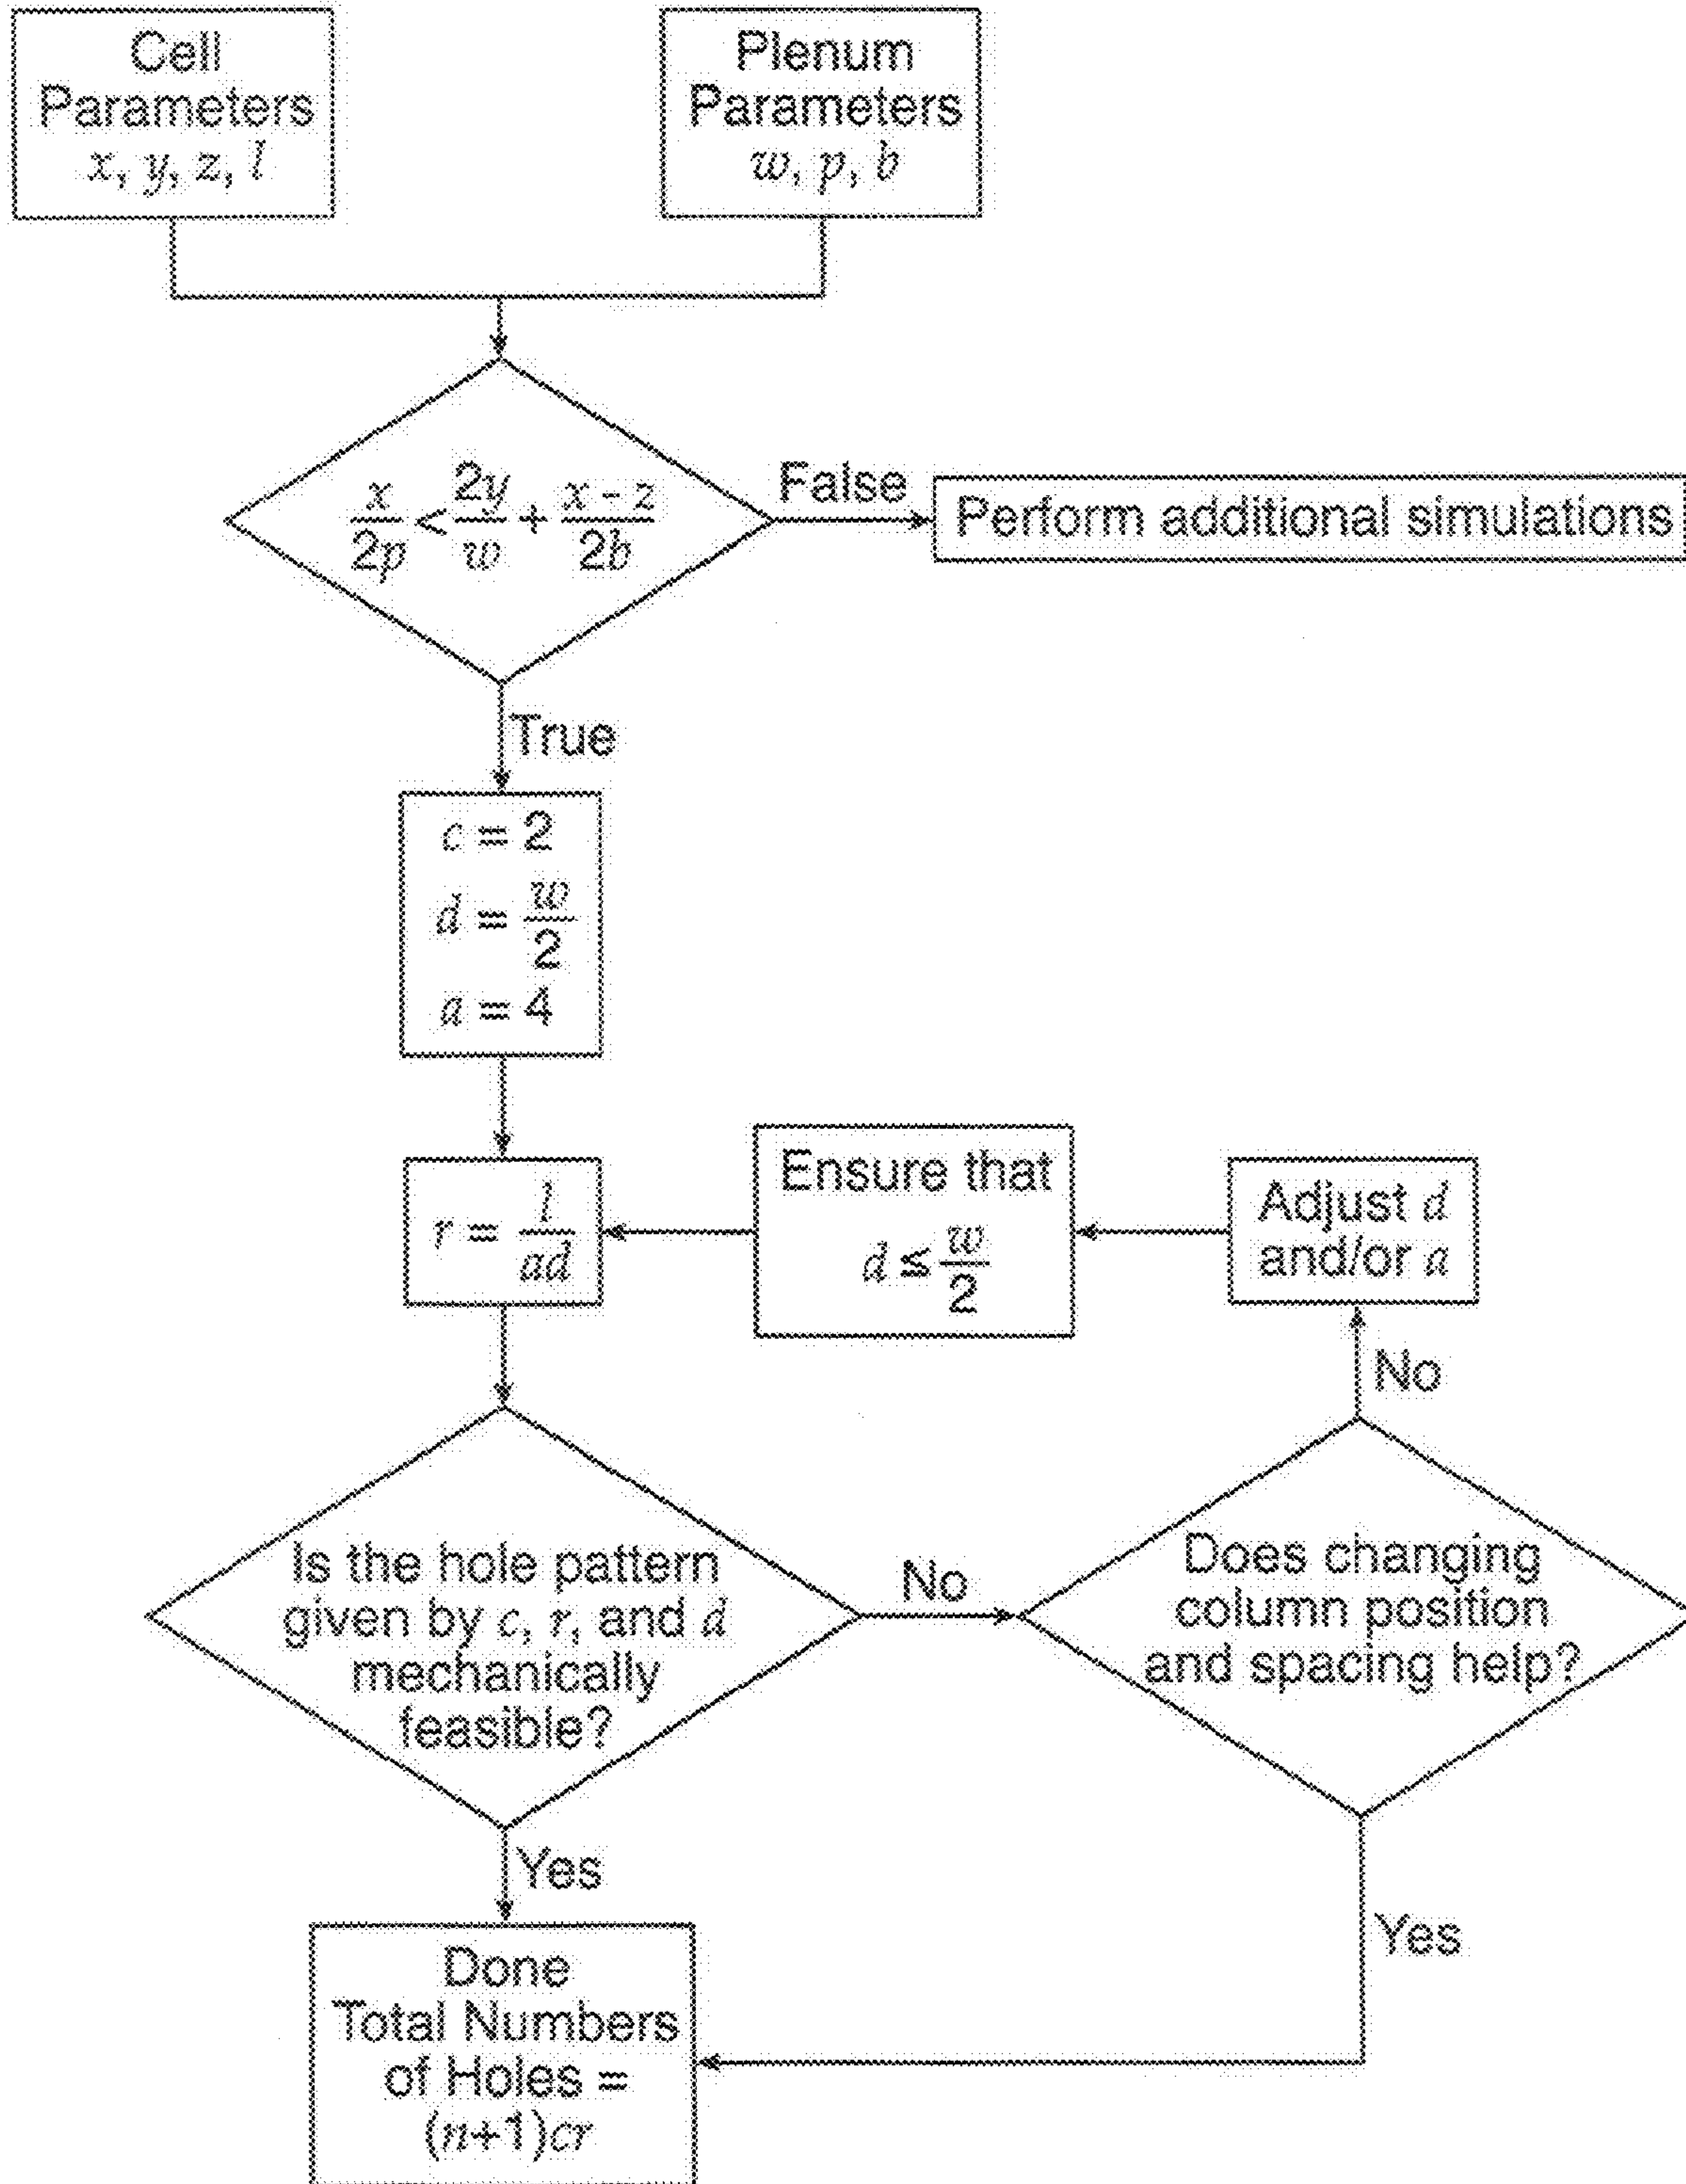 Cell
Parameters
x, y, z, l
Plenum
Parameters
w, p, b
x/2p < 2y/w + x - z/2b
False
Perform additional simulations
True
c = 2
d = w/2
a = 4
r = l/ad
Ensure that
d ≤ w/2
Adjust d
and/or a
No
Is the hole pattern
given by c, r, and d
mechanically
feasible?
No
Does changing
column position
and spacing help?
Yes
Yes
Done
Total Numbers
of Holes =
(n+1)cr